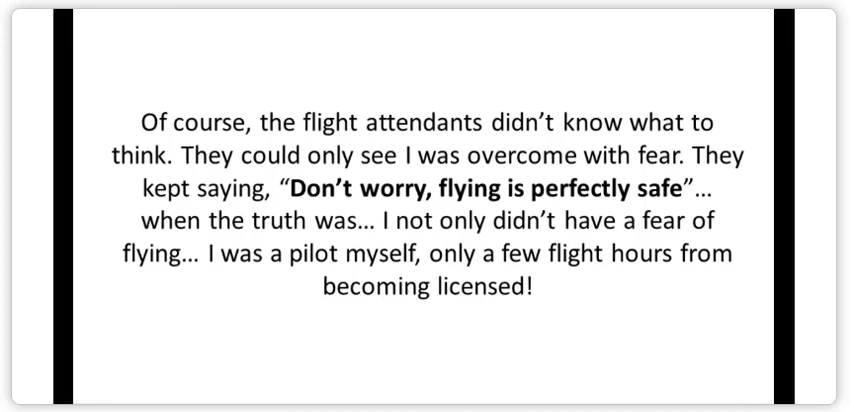 Of course, the flight attendants didn’t know what to
think. They could only see I was overcome with fear. They
kept saying, “Don’t worry, flying is perfectly safe”…
when the truth was… I not only didn’t have a fear of
flying… I was a pilot myself, only a few flight hours from
becoming licensed!